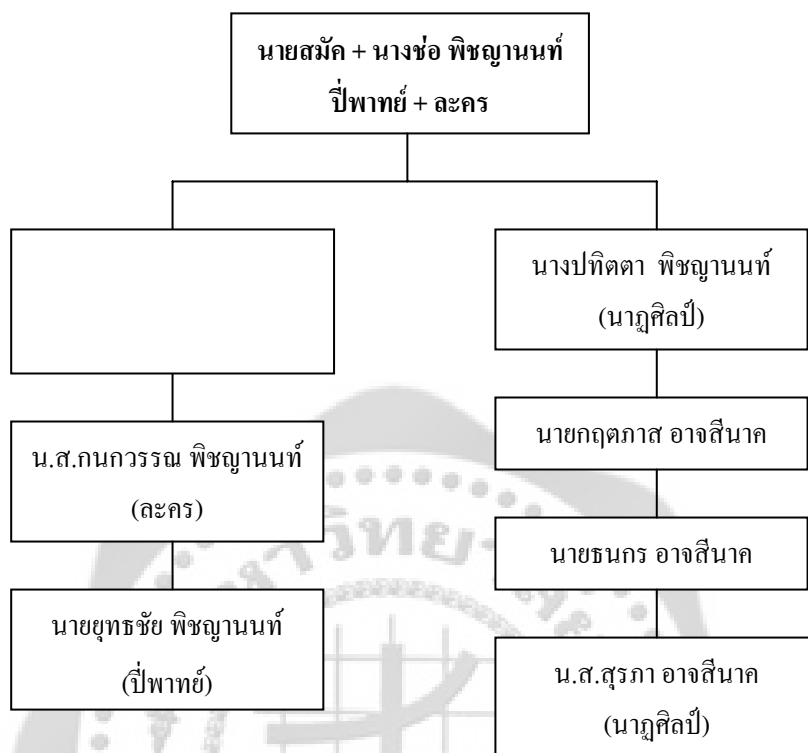 นายสมัค + นางช่อ พิชญานนท์
ปี่พาทย์ + ละคร
นางปทิตตา พิชญานนท์
(นาฏศิลป์)
น.ส.กนกวรรณ พิชญานนท์
(ละคร)
นายยุทธชัย พิชญานนท์
(ปี่พาทย์)
นายกฤตภาส อาจสีนาค
นายธนกร อาจสีนาค
น.ส.สุรภา อาจสีนาค
(นาฏศิลป์)